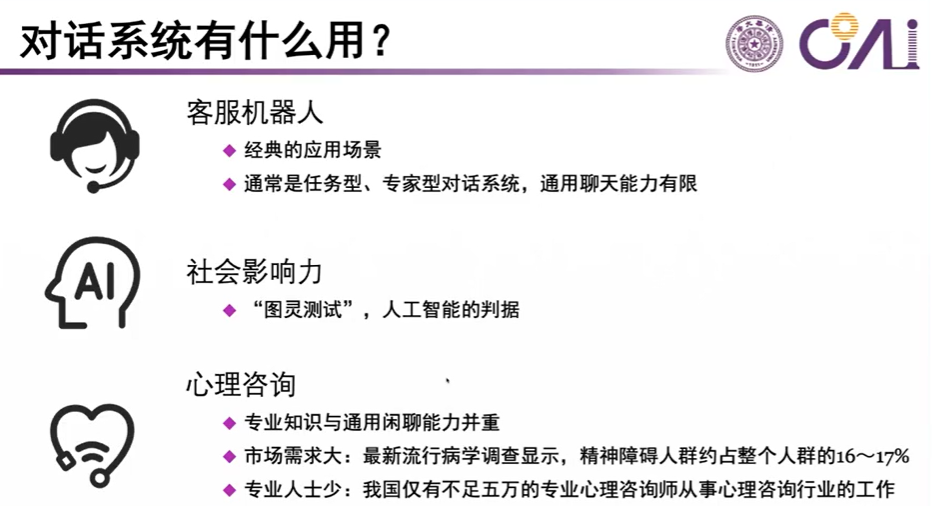 对话系统有什么用？
COAI
客服机器人
经典的应用场景
通常是任务型、专家型对话系统，通用聊天能力有限
AI
社会影响力
“图灵测试”，人工智能的判据
心理咨询
专业知识与通用闲聊能力并重
市场需求大：最新流行病学调查显示，精神障碍人群约占整个人群的16～17%
专业人士少：我国仅有不足五万的专业心理咨询师从事心理咨询行业的工作